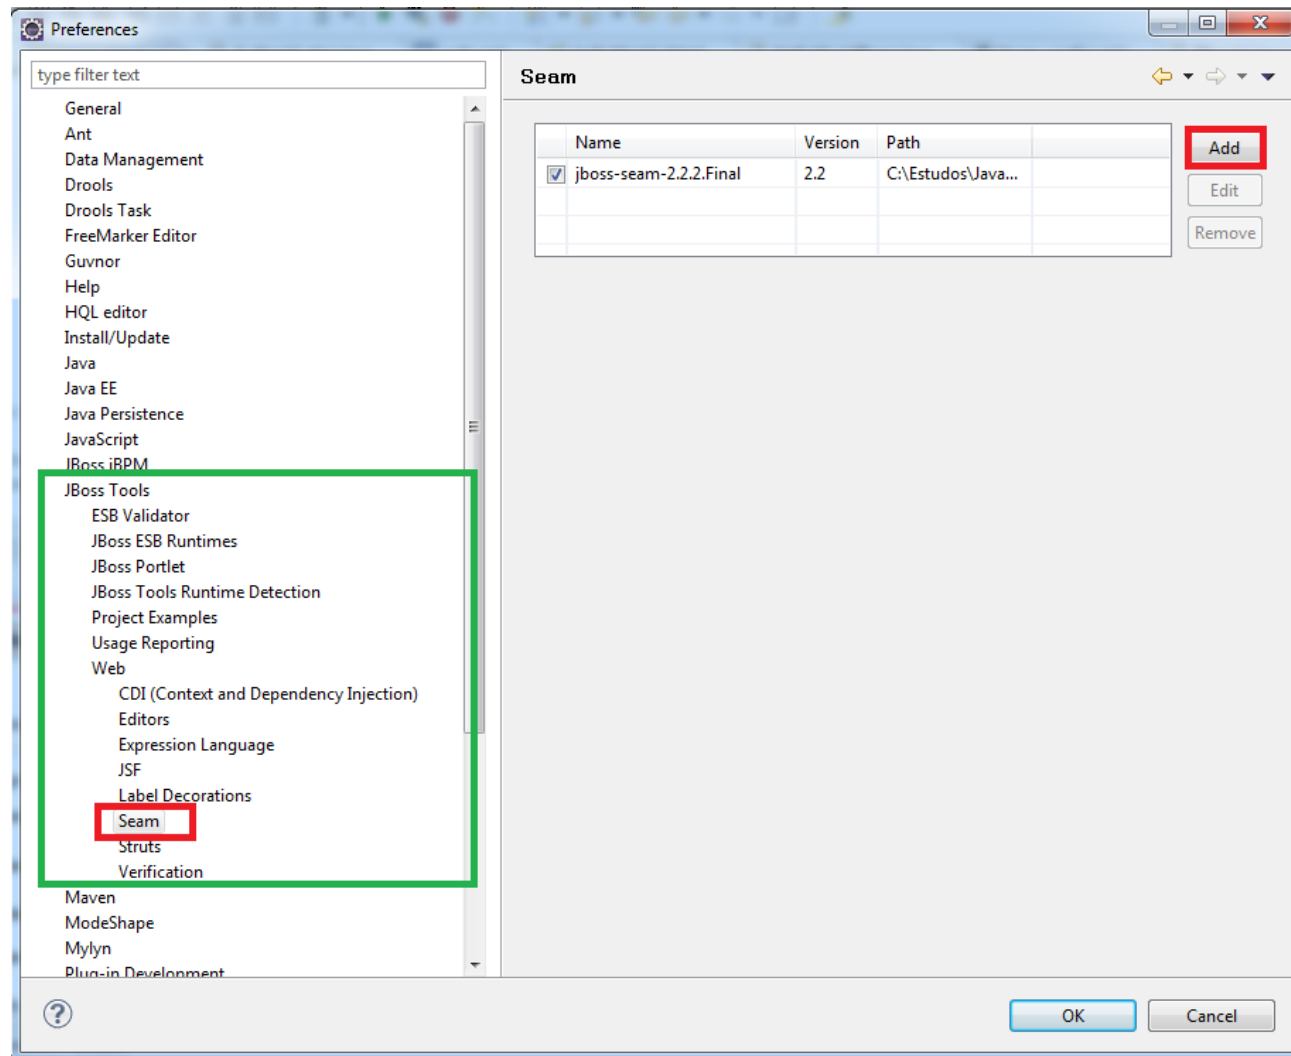 Preferences
type filter text
General
Ant
Data Management
Drools
Drools Task
FreeMarker Editor
Guvnor
Help
HQL editor
Install/Update
Java
Java EE
Java Persistence
JavaScript
JBoss jBPM
JBoss Tools
ESB Validator
JBoss ESB Runtimes
JBoss Portlet
JBoss Tools Runtime Detection
Project Examples
Usage Reporting
Web
CDI (Context and Dependency Injection)
Editors
Expression Language
JSF
Label Decorations
Seam
Struts
Verification
Maven
ModeShape
Mylyn
Plug-in Development
Seam
Name Version Path
jboss-seam-2.2.2.Final 2.2 C:\Estudos\Java...
Add
Edit
Remove
OK
Cancel